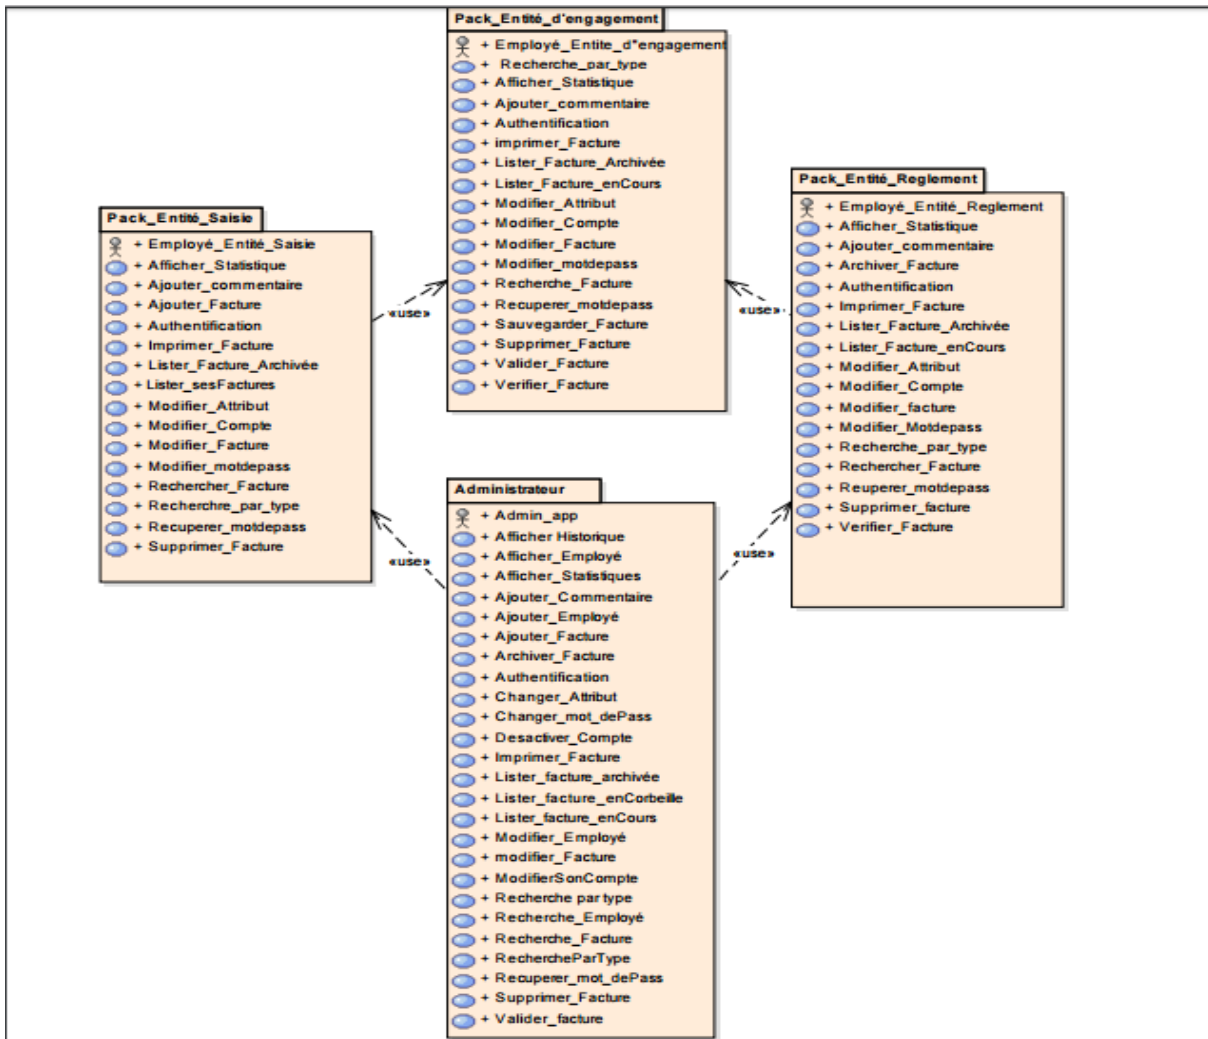 Pack_Entité_d'engagement
+ Employé_Entite_d"engagement
+ Recherche_par_type
+ Afficher_Statistique
+ Ajouter_commentaire
+ Authentification
+ imprimer_Facture
+ Lister_Facture_Archivée
+ Lister_Facture_enCours
+ Modifier_Attribut
+ Modifier_Compte
+ Modifier_Facture
+ Modifier_motdepass
+ Recherche_Facture
+ Recuperer_motdepass
+ Sauvegarder_Facture
+ Supprimer_Facture
+ Valider_Facture
+ Verifier_Facture
Pack_Entité_Saisie
+ Employé_Entité_Saisie
+ Afficher_Statistique
+ Ajouter_commentaire
+ Ajouter_Facture
+ Authentification
+ Imprimer_Facture
+ Lister_Facture_Archivée
+Lister_sesFactures
+ Modifier_Attribut
+ Modifier_Compte
+ Modifier_Facture
+ Modifier_motdepass
+ Rechercher_Facture
+ Recherchre_par_type
+ Recuperer_motdepass
+ Supprimer_Facture
«use»
«use»
Pack_Entité_Reglement
+ Employé_Entité_Reglement
+ Afficher_Statistique
+ Ajouter_commentaire
+ Archiver_Facture
+ Authentification
+ Imprimer_Facture
+ Lister_Facture_Archivée
+ Lister_Facture_enCours
+ Modifier_Attribut
+ Modifier_Compte
+ Modifier_facture
+ Modifier_Motdepass
+ Recherche_par_type
+ Rechercher_Facture
+ Reuperer_motdepass
+ Supprimer_facture
+ Verifier_Facture
«use»
«use»
Administrateur
+ Admin_app
+ Afficher Historique
+ Afficher_Employé
+ Afficher_Statistiques
+ Ajouter_Commentaire
+ Ajouter_Employé
+ Ajouter_Facture
+ Archiver_Facture
+ Authentification
+ Changer_Attribut
+ Changer_mot_dePass
+ Desactiver_Compte
+ Imprimer_Facture
+ Lister_facture_archivée
+ Lister_facture_enCorbeille
+ Lister_facture_enCours
+ Modifier_Employé
+ modifier_Facture
+ ModifierSonCompte
+ Recherche par type
+ Recherche_Employé
+ Recherche_Facture
+ RechercheParType
+ Recuperer_mot_dePass
+ Supprimer_Facture
+ Valider_facture